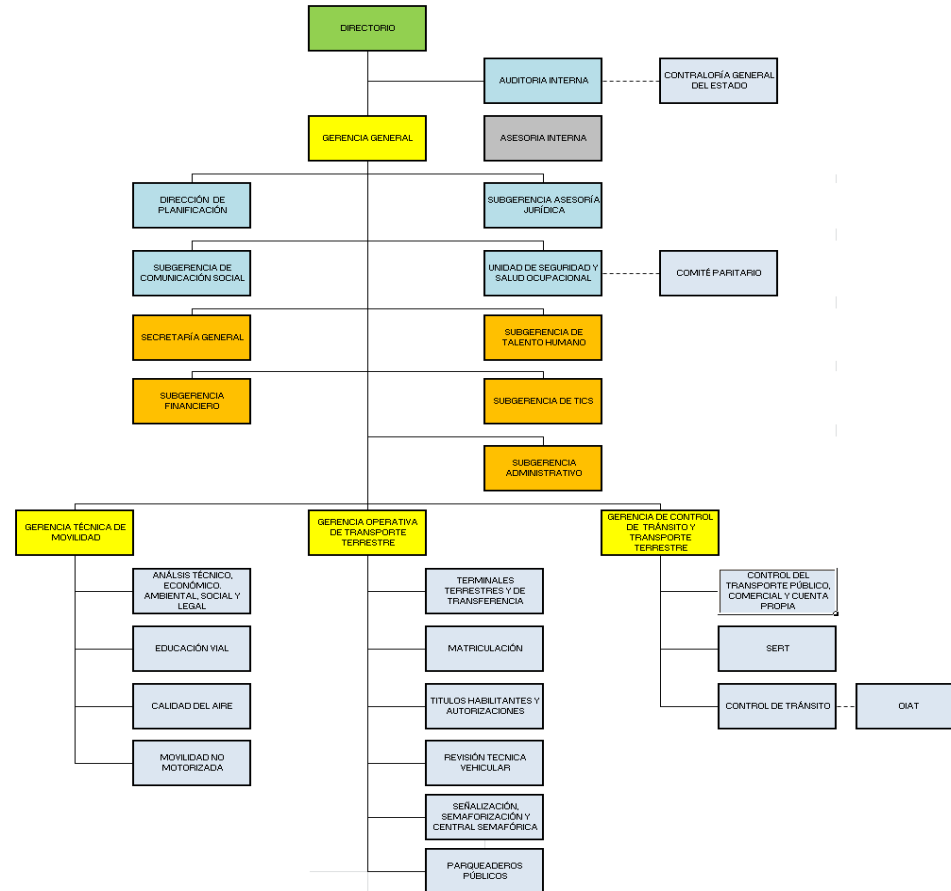 DIRECTORIO
AUDITORIA INTERNA
CONTRALORÍA GENERAL
DEL ESTADO
GERENCIA GENERAL
ASESORIA INTERNA
DIRECCIÓN DE
PLANIFICACIÓN
SUBGERENCIA ASESORÍA
JURÍDICA
SUBGERENCIA DE
COMUNICACIÓN SOCIAL
UNIDAD DE SEGURIDAD Y
SALUD OCUPACIONAL
COMITÉ PARITARIO
SECRETARÍA GENERAL
SUBGERENCIA DE
TALENTO HUMANO
SUBGERENCIA
FINANCIERO
SUBGERENCIA DE TICS
SUBGERENCIA
ADMINISTRATIVO
GERENCIA TÉCNICA DE
MOVILIDAD
GERENCIA OPERATIVA
DE TRANSPORTE
TERRESTRE
GERENCIA DE CONTROL
DE TRÁNSITO Y
TRANSPORTE
TERRESTRE
ANÁLSIS TÉCNICO,
ECONÓMICO.
AMBIENTAL, SOCIAL Y
LEGAL
TERMINALES
TERRESTRES Y DE
TRANSFERENCIA
CONTROL DEL
TRANSPORTE PÚBLICO,
COMERCIAL Y CUENTA
PROPIA
EDUCACIÓN VIAL
MATRICULACIÓN
SERT
CALIDAD DEL AIRE
TITULOS HABILITANTES Y
AUTORIZACIONES
CONTROL DE TRÁNSITO
OIAT
MOVILIDAD NO
MOTORIZADA
REVISIÓN TECNICA
VEHICULAR
SEÑALIZACIÓN,
SEMAFORIZACIÓN Y
CENTRAL SEMAFÓRICA
PARQUEADEROS
PÚBLICOS